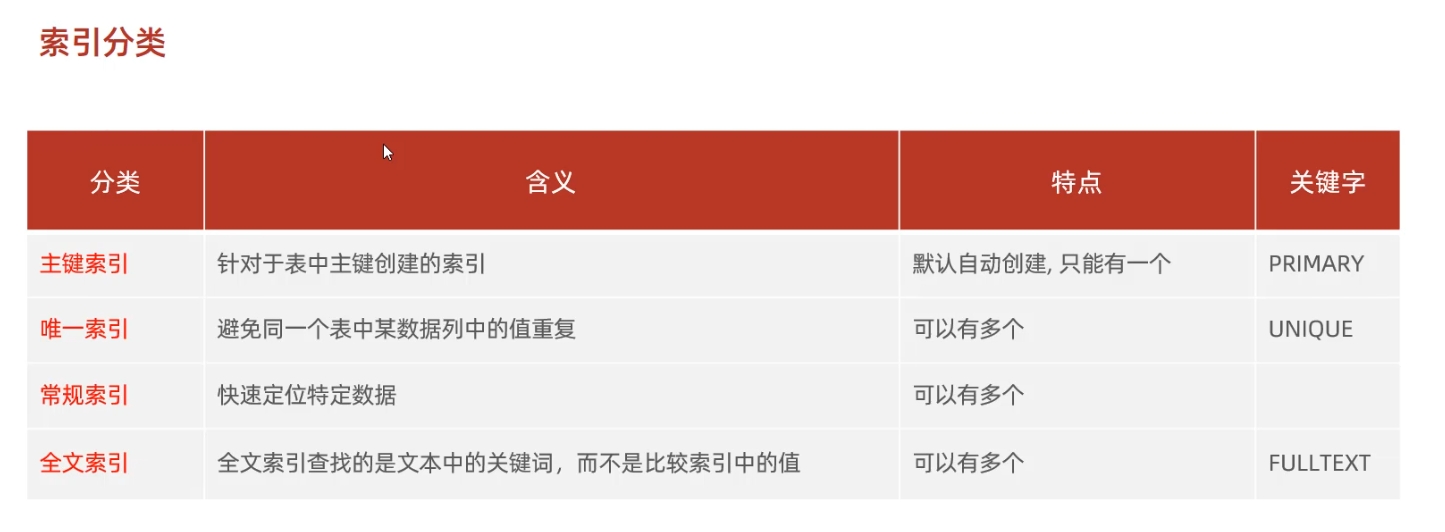 索引分类
分类 含义 特点 关键字
主键索引 针对于表中主键创建的索引 默认自动创建, 只能有一个 PRIMARY
唯一索引 避免同一个表中某数据列中的值重复 可以有多个 UNIQUE
常规索引 快速定位特定数据 可以有多个
全文索引 全文索引查找的是文本中的关键词，而不是比较索引中的值 可以有多个 FULLTEXT